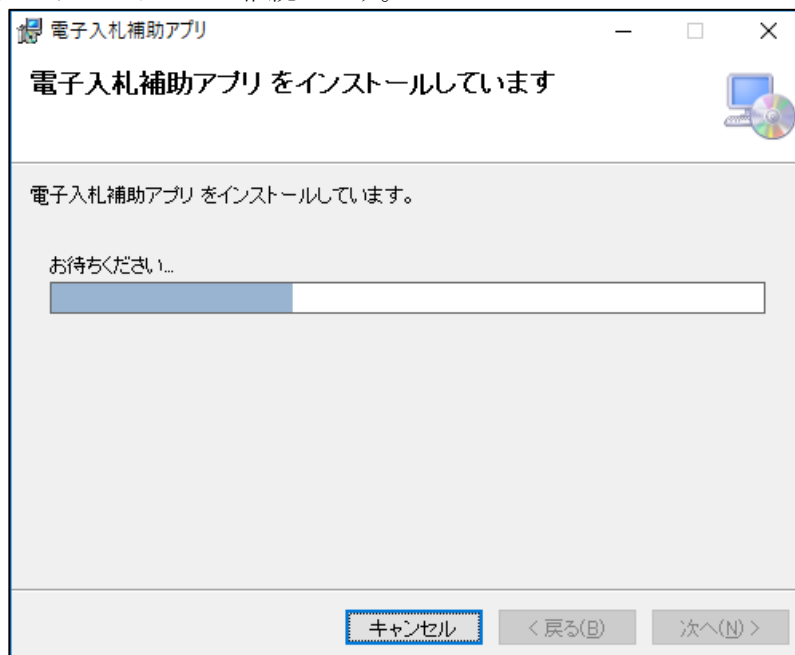 電子入札補助アプリ
電子入札補助アプリ をインストールしています
電子入札補助アプリ をインストールしています。
お待ちください...
キャンセル
< 戻る(B)
次へ(N) >